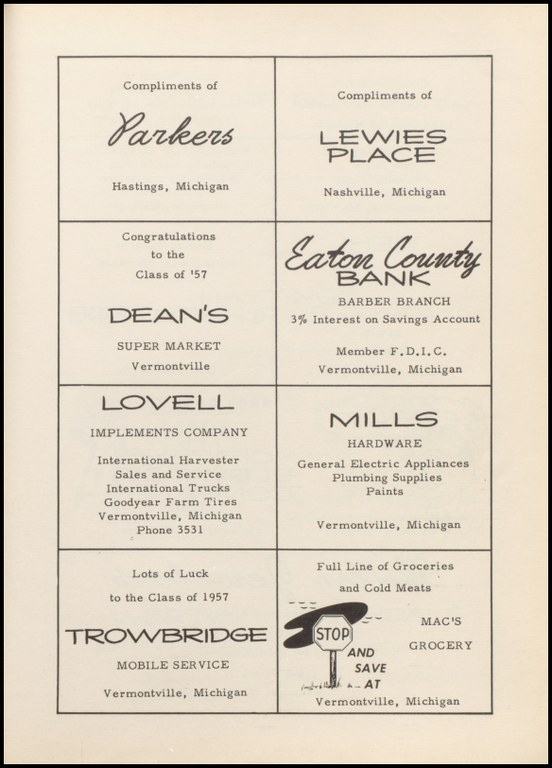 Compliments of
Parkers
Hastings, Michigan
Compliments of
LEWIES
PLACE
Nashville, Michigan
Congratulations
to the
Class of '57
DEAN'S
SUPER MARKET
Vermontville
Eaton County
BANK
BARBER BRANCH
3% Interest on Savings Account
Member F.D.I.C.
Vermontville, Michigan
LOVELL
IMPLEMENTS COMPANY
International Harvester
Sales and Service
International Trucks
Goodyear Farm Tires
Vermontville, Michigan
Phone 3531
MILLS
HARDWARE
General Electric Appliances
Plumbing Supplies
Paints
Vermontville, Michigan
Lots of Luck
to the Class of 1957
TROWBRIDGE
MOBILE SERVICE
Vermontville, Michigan
Full Line of Groceries
and Cold Meats
STOP
AND
SAVE
AT
MAC'S
GROCERY
Vermontville, Michigan